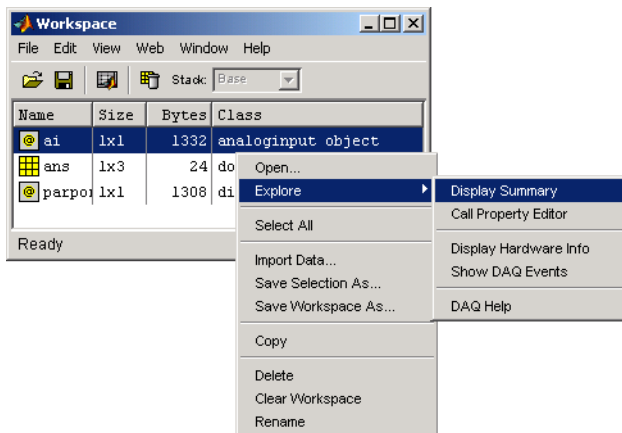 Workspace
File Edit View Web Window Help
Stack: Base
Name Size Bytes Class
@ ai 1x1 1332 analoginput object
ans 1x3 24 do
@ parpo 1x1 1308 di
Ready
Open...
Explore
Select All
Import Data...
Save Selection As...
Save Workspace As...
Copy
Delete
Clear Workspace
Rename
Display Summary
Call Property Editor
Display Hardware Info
Show DAQ Events
DAQ Help